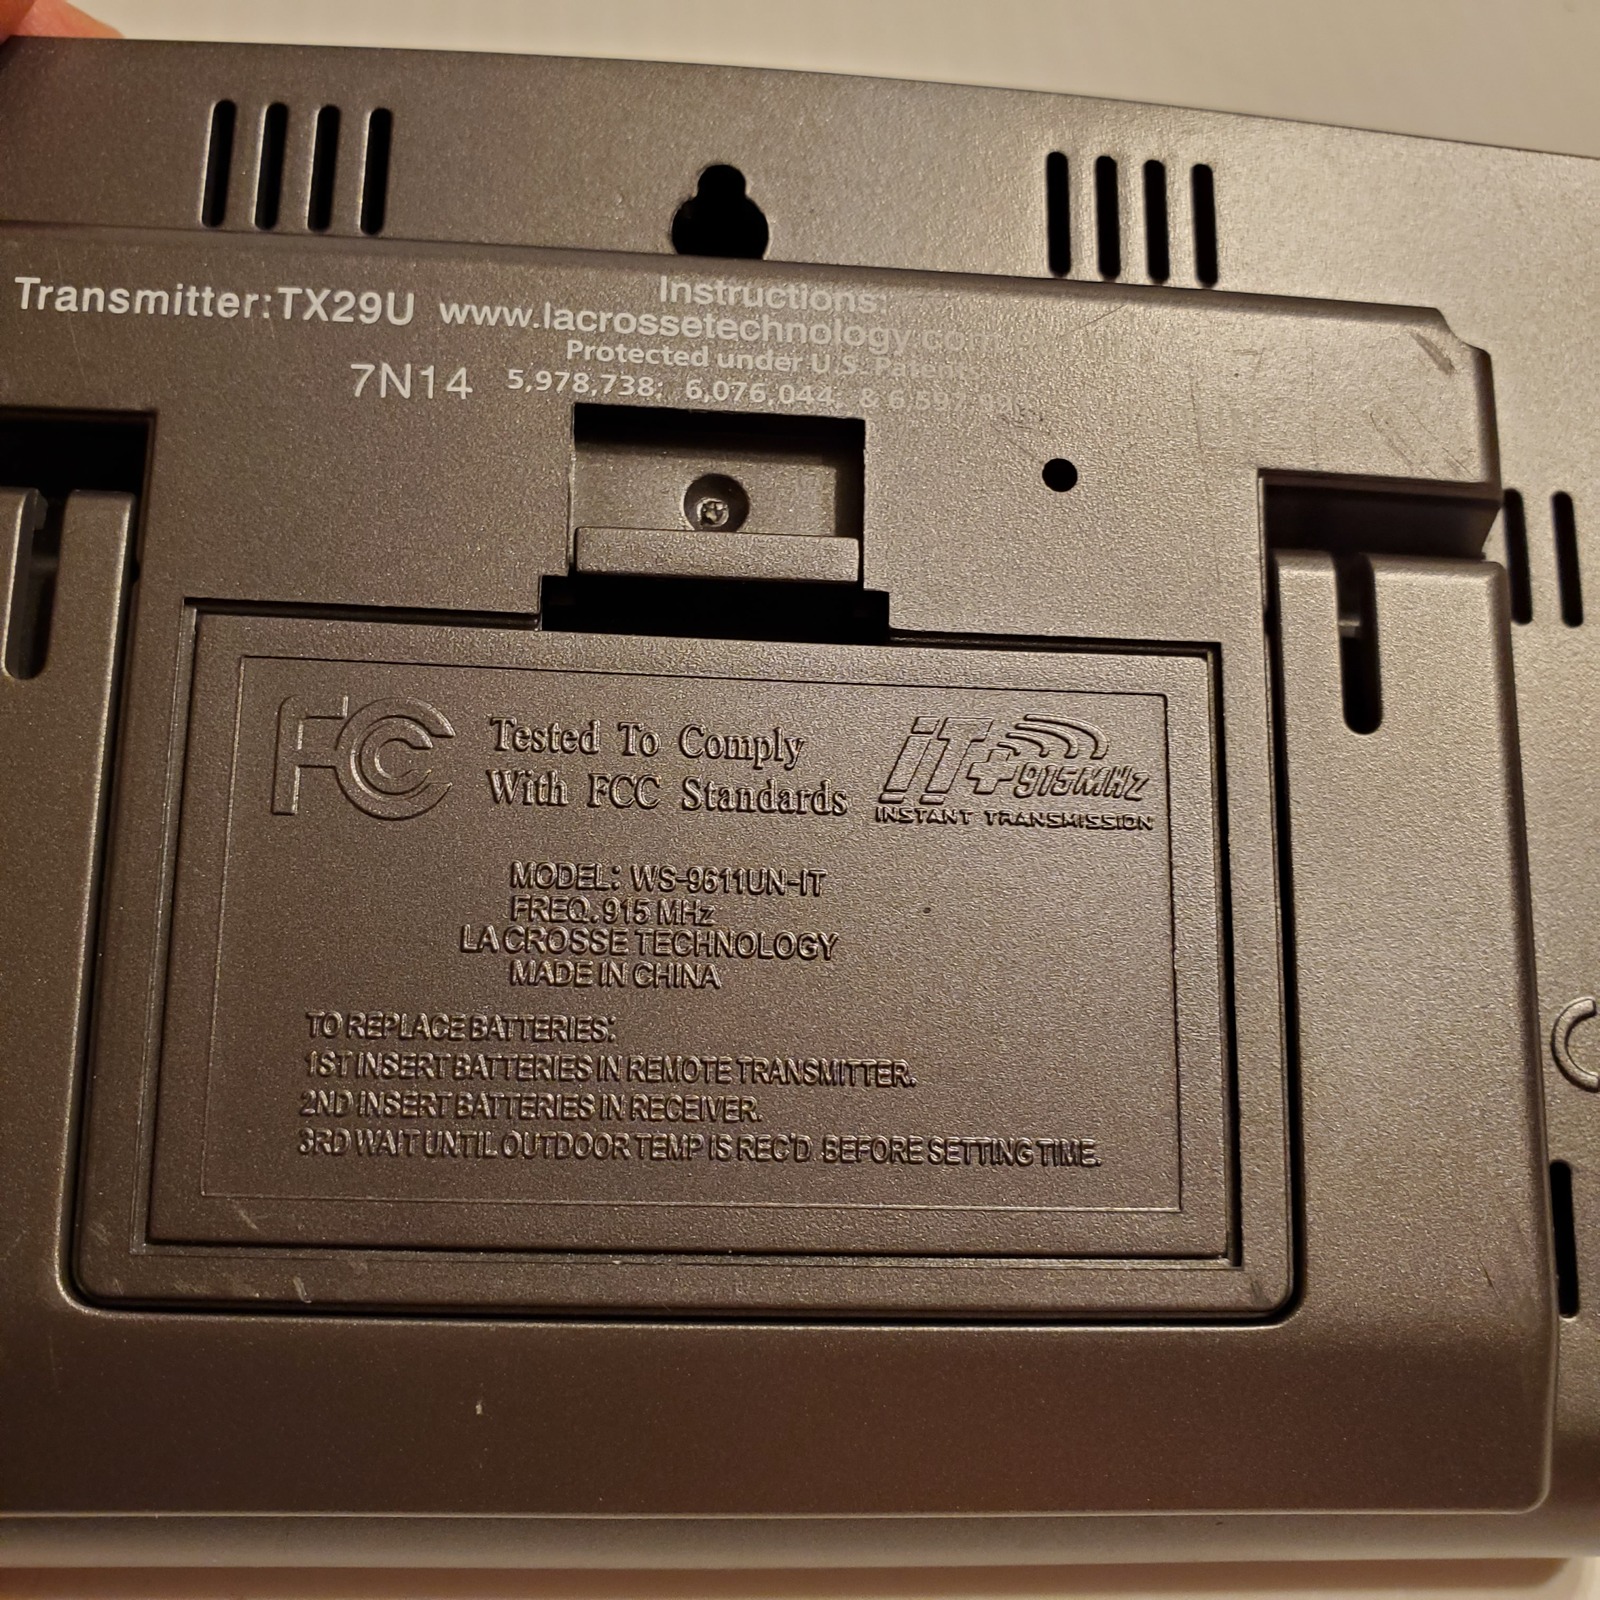 Transmitter:TX29U
Instructions:
www.lacrossetechnology.com
Protected under U.S. Patent
7N14
5,978,738; 6,076,044; &
FCC
Tested To Comply
With FCC Standards
IT+ 915MHz
INSTANT TRANSMISSION
MODEL: WS-9611UN-IT
FREQ. 915 MHz
LA CROSSE TECHNOLOGY
MADE IN CHINA
TO REPLACE BATTERIES:
1ST INSERT BATTERIES IN REMOTE TRANSMITTER.
2ND INSERT BATTERIES IN RECEIVER.
3RD WAIT UNTIL OUTDOOR TEMP IS REC'D. BEFORE SETTING TIME.